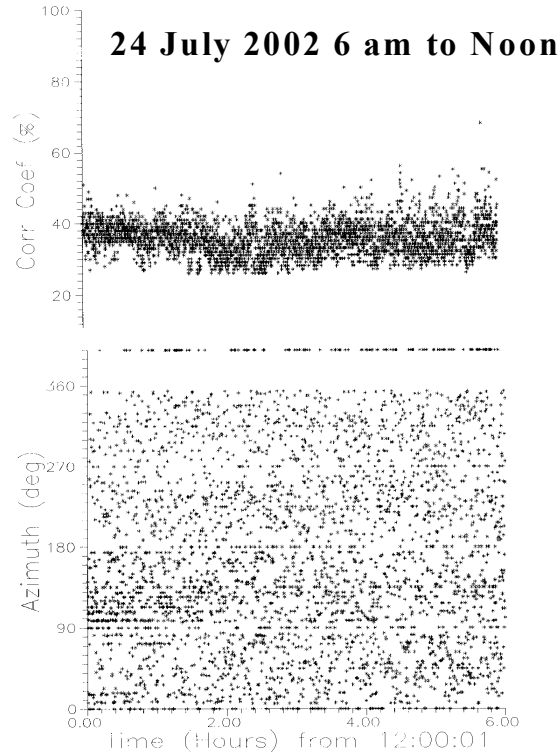 100
24 July 2002 6 am to Noon
80
60
40
20
Corr Coef (%)
360
270
180
90
0
Azimuth (deg)
0.00 2.00 4.00 6.00
Time (Hours) from 12:00:01